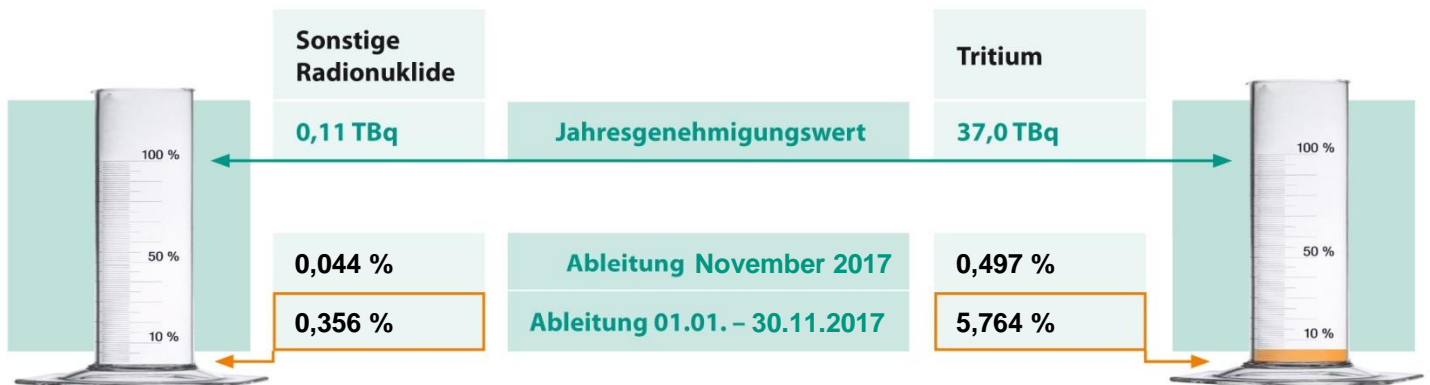 Sonstige
Radionuklide
Tritium
0,11 TBq
Jahresgenehmigungswert
37,0 TBq
100 %
100 %
50 %
50 %
0,044 %
Ableitung November 2017
0,497 %
0,356 %
Ableitung 01.01. – 30.11.2017
5,764 %
10 %
10 %